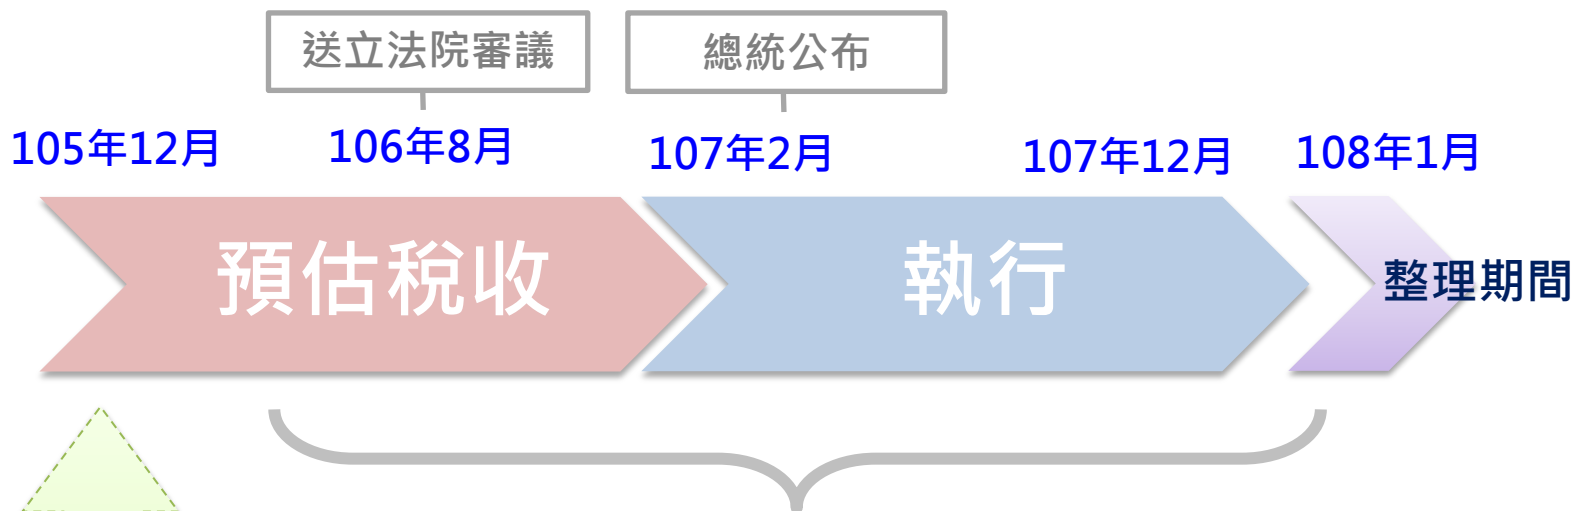 送立法院審議
總統公布
105年12月
106年8月
107年2月
107年12月
108年1月
預估稅收
執行
整理期間